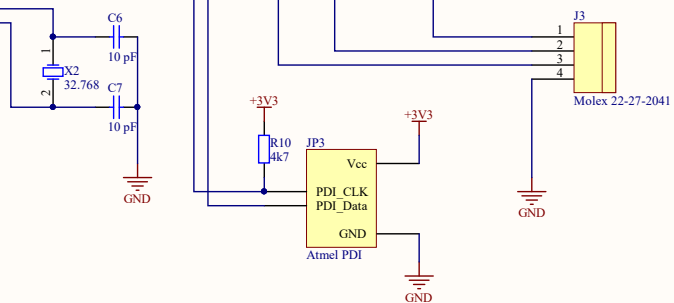 C6
10 pF
1
X2
32.768
2
C7
10 pF
GND
+3V3
R10
4k7
JP3
Vcc
PDI_CLK
PDI_Data
GND
Atmel PDI
+3V3
GND
J3
1
2
3
4
Molex 22-27-2041
GND